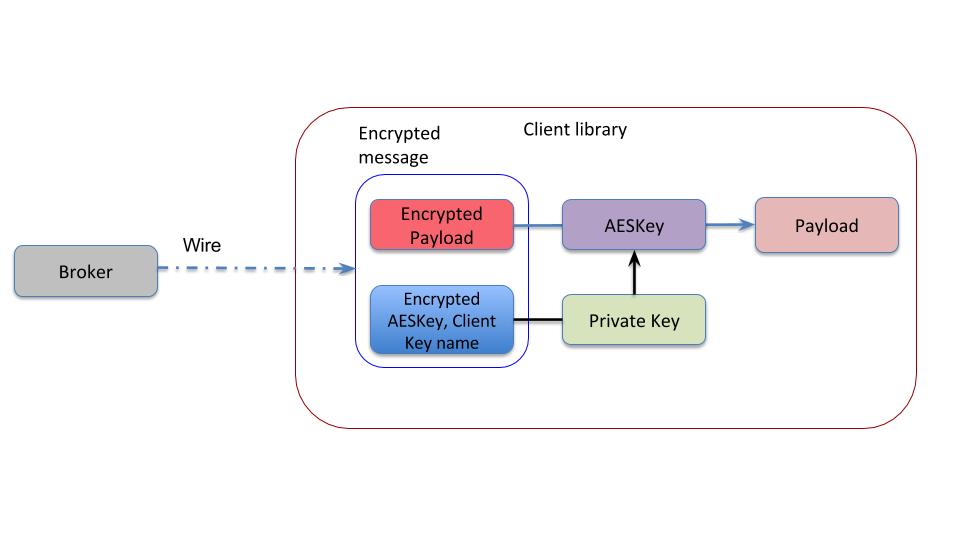 Encrypted
message
Client library
Encrypted
Payload
AESKey
Payload
Wire
Broker
Encrypted
AESKey, Client
Key name
Private Key